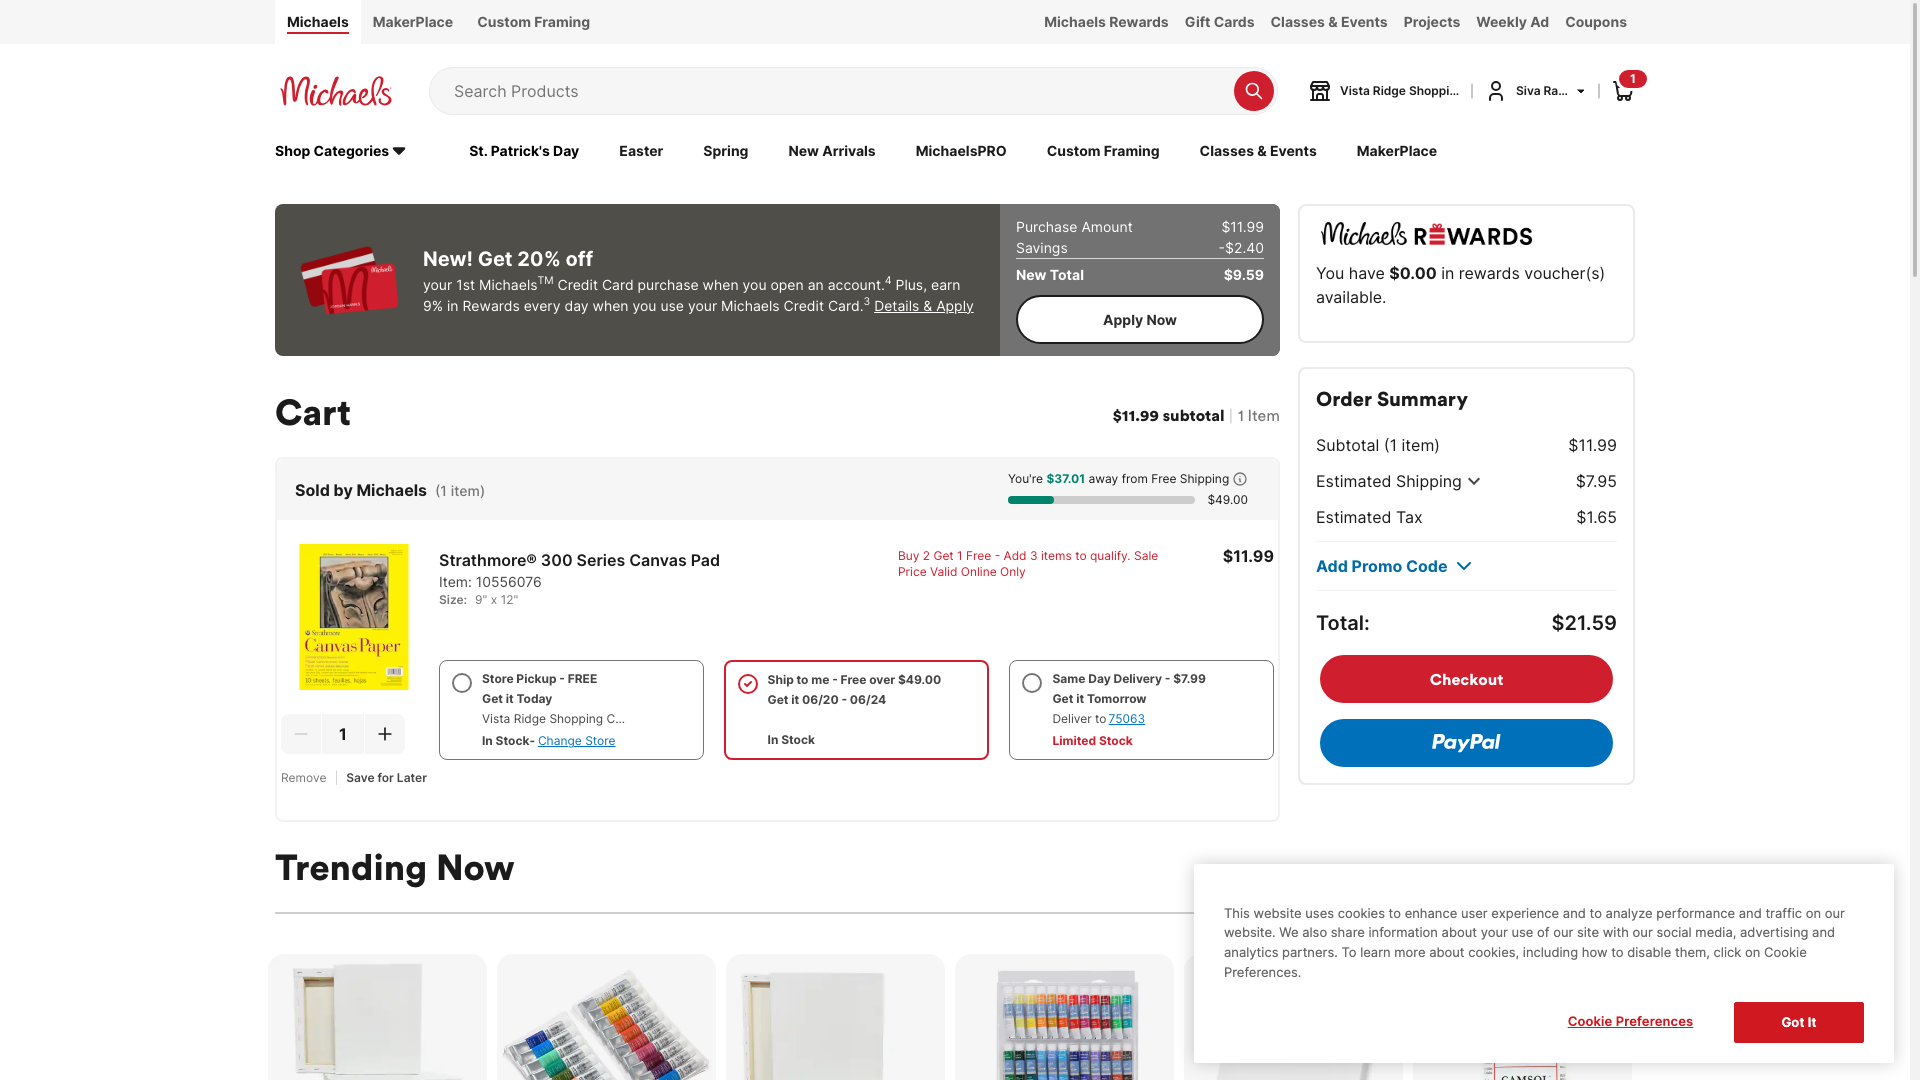 Michaels MakerPlace Custom Framing Michaels Rewards Gift Cards Classes & Events Projects Weekly Ad Coupons
Michaels
Search Products
Vista Ridge Shoppi...
Siva Ra...
1
Shop Categories St. Patrick's Day Easter Spring New Arrivals MichaelsPRO Custom Framing Classes & Events MakerPlace
New! Get 20% off
your 1st Michaels™ Credit Card purchase when you open an account.⁴ Plus, earn
9% in Rewards every day when you use your Michaels Credit Card.³ Details & Apply
Purchase Amount $11.99
Savings -$2.40
New Total $9.59
Apply Now
Michaels REWARDS
You have $0.00 in rewards voucher(s)
available.
Cart
$11.99 subtotal | 1 Item
Sold by Michaels (1 item)
You're $37.01 away from Free Shipping
$49.00
Strathmore
Canvas Paper
Strathmore® 300 Series Canvas Pad
Item: 10556076
Size: 9" x 12"
Buy 2 Get 1 Free - Add 3 items to qualify. Sale
Price Valid Online Only
$11.99
Store Pickup - FREE
Get it Today
Vista Ridge Shopping C...
In Stock- Change Store
Ship to me - Free over $49.00
Get it 06/20 - 06/24
In Stock
Same Day Delivery - $7.99
Get it Tomorrow
Deliver to 75063
Limited Stock
1
Remove | Save for Later
Order Summary
Subtotal (1 item) $11.99
Estimated Shipping $7.95
Estimated Tax $1.65
Add Promo Code
Total: $21.59
Checkout
PayPal
Trending Now
This website uses cookies to enhance user experience and to analyze performance and traffic on our
website. We also share information about your use of our site with our social media, advertising and
analytics partners. To learn more about cookies, including how to disable them, click on Cookie
Preferences.
Cookie Preferences
Got It